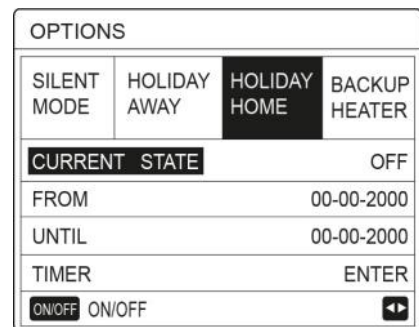 OPTIONS
SILENT MODE HOLIDAY AWAY HOLIDAY HOME BACKUP HEATER
CURRENT STATE OFF
FROM 00-00-2000
UNTIL 00-00-2000
TIMER ENTER
ON/OFF ON/OFF